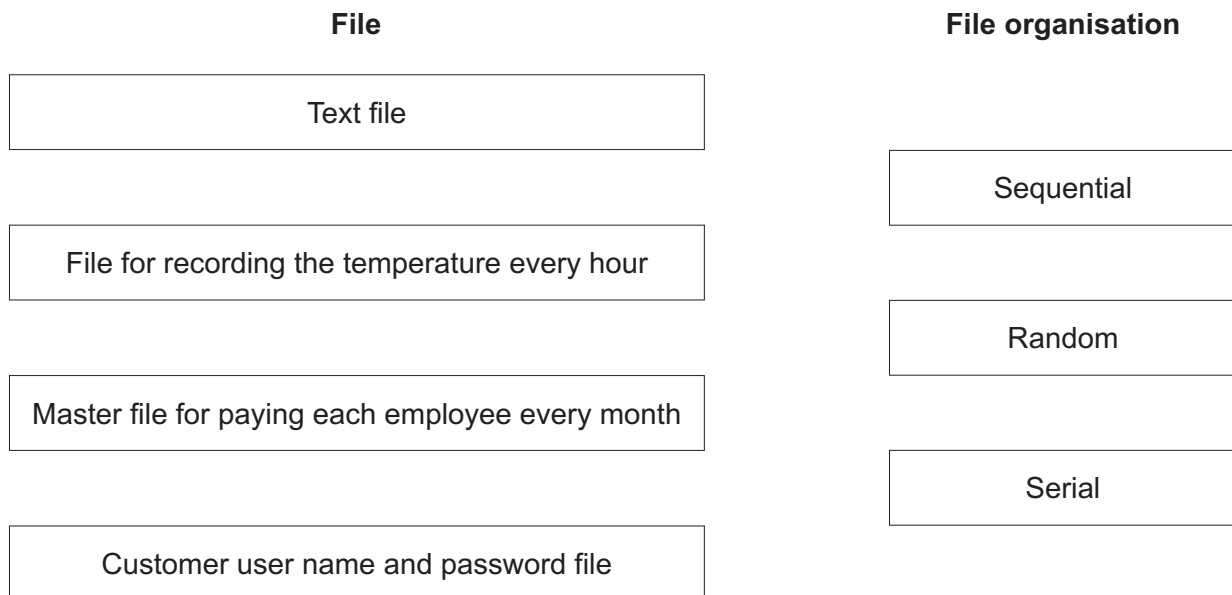 File
Text file
File for recording the temperature every hour
Master file for paying each employee every month
Customer user name and password file
File organisation
Sequential
Random
Serial